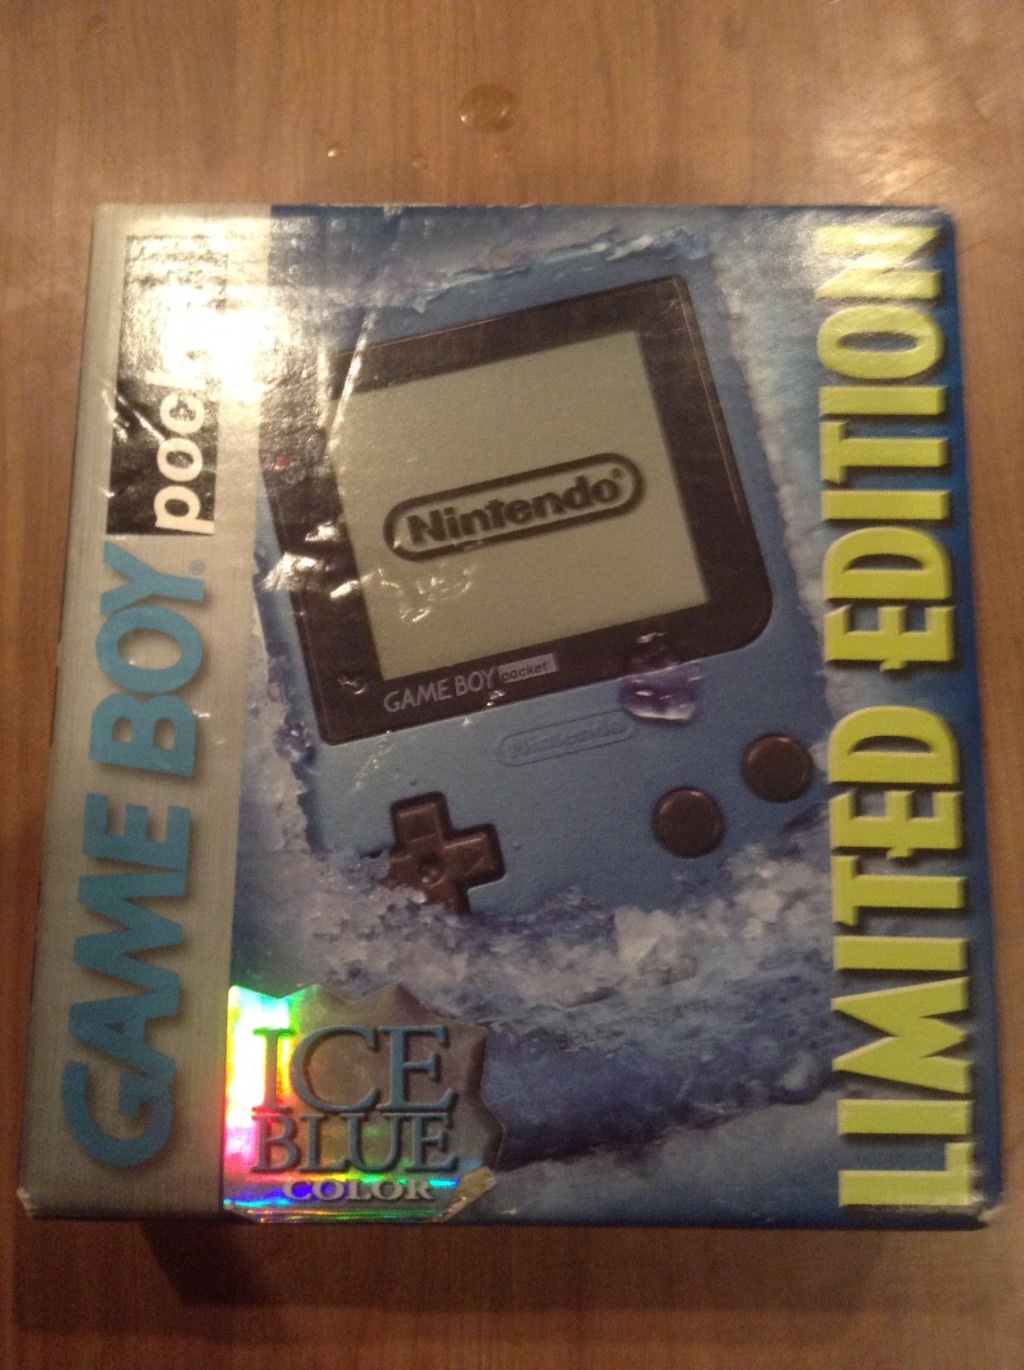 GAME BOY®
Nintendo
GAME BOY pocket
Nintendo
ICE
BLUE
COLOR
LIMITED EDITION